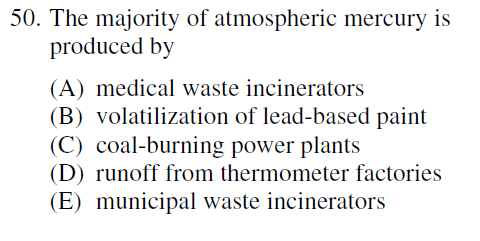 50. The majority of atmospheric mercury is
produced by
(A) medical waste incinerators
(B) volatilization of lead-based paint
(C) coal-burning power plants
(D) runoff from thermometer factories
(E) municipal waste incinerators